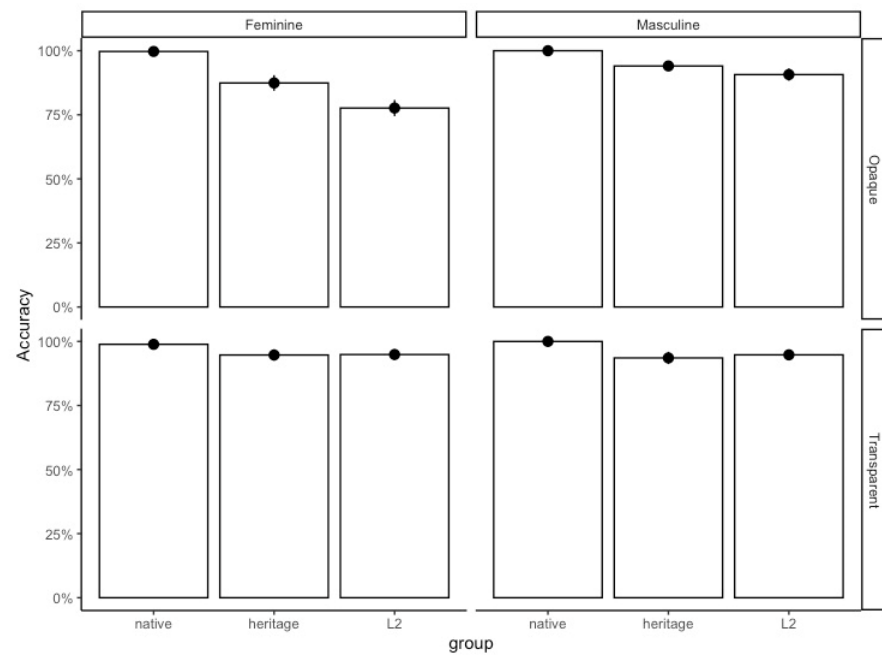 Feminine
Masculine
100%
75%
50%
25%
0%
Opaque
100%
75%
50%
25%
0%
Transparent
Accuracy
native
heritage
L2
native
heritage
L2
group